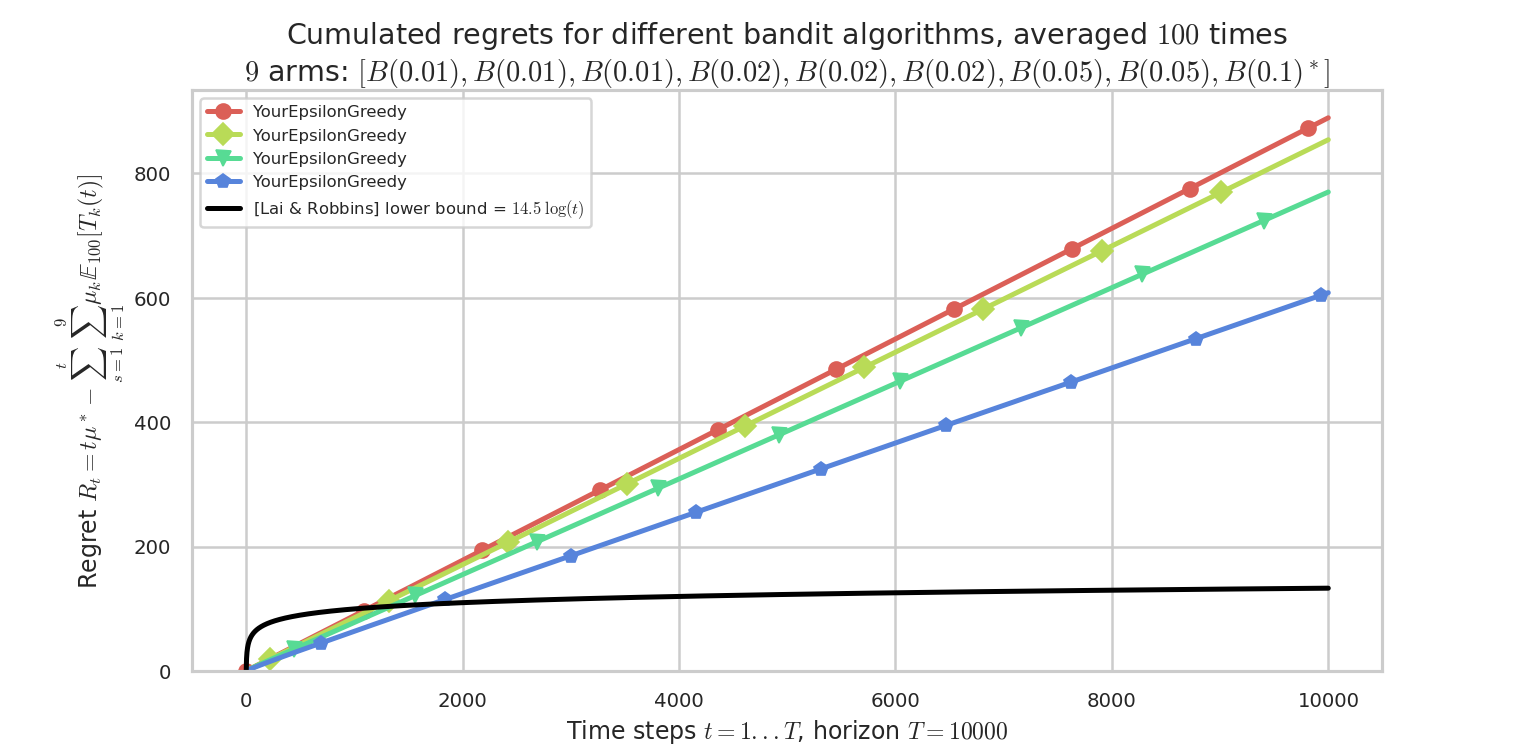 Cumulated regrets for different bandit algorithms, averaged 100 times
9 arms: [B(0.01), B(0.01), B(0.01), B(0.02), B(0.02), B(0.02), B(0.05), B(0.05), B(0.1)*]
YourEpsilonGreedy
YourEpsilonGreedy
YourEpsilonGreedy
YourEpsilonGreedy
[Lai & Robbins] lower bound = 14.5 log(t)
Regret R_t = tμ* − ∑_{s=1}^{t} ∑_{k=1}^{9} μ_k 𝔼_{100}[T_k(t)]
800
600
400
200
0
0 2000 4000 6000 8000 10000
Time steps t = 1...T, horizon T = 10000